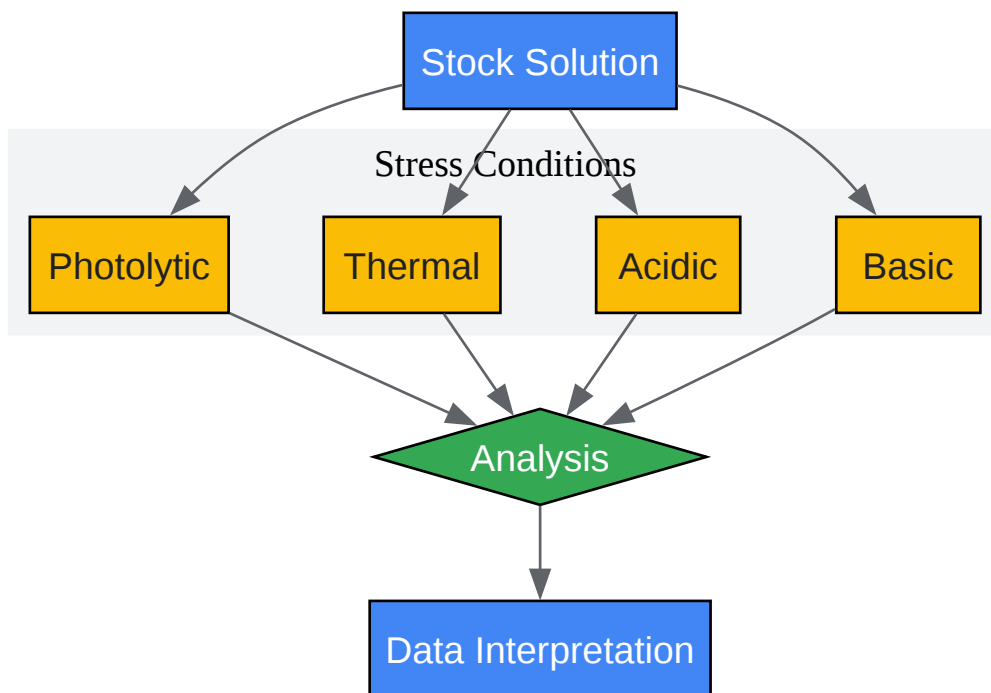 Stock Solution
Stress Conditions
Photolytic
Thermal
Acidic
Basic
Analysis
Data Interpretation